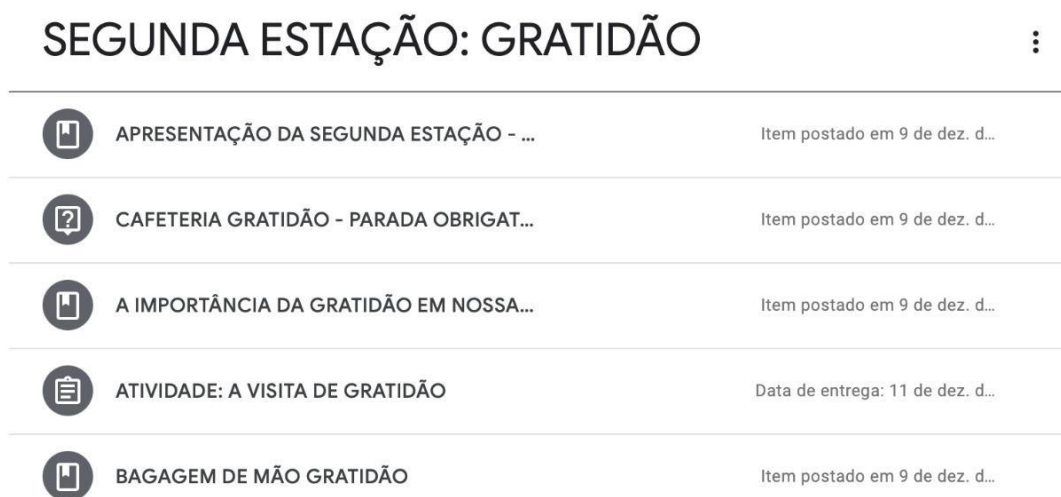 SEGUNDA ESTAÇÃO: GRATIDÃO
APRESENTAÇÃO DA SEGUNDA ESTAÇÃO - ... Item postado em 9 de dez. d...
CAFETERIA GRATIDÃO - PARADA OBRIGAT... Item postado em 9 de dez. d...
A IMPORTÂNCIA DA GRATIDÃO EM NOSSA... Item postado em 9 de dez. d...
ATIVIDADE: A VISITA DE GRATIDÃO Data de entrega: 11 de dez. d...
BAGAGEM DE MÃO GRATIDÃO Item postado em 9 de dez. d...